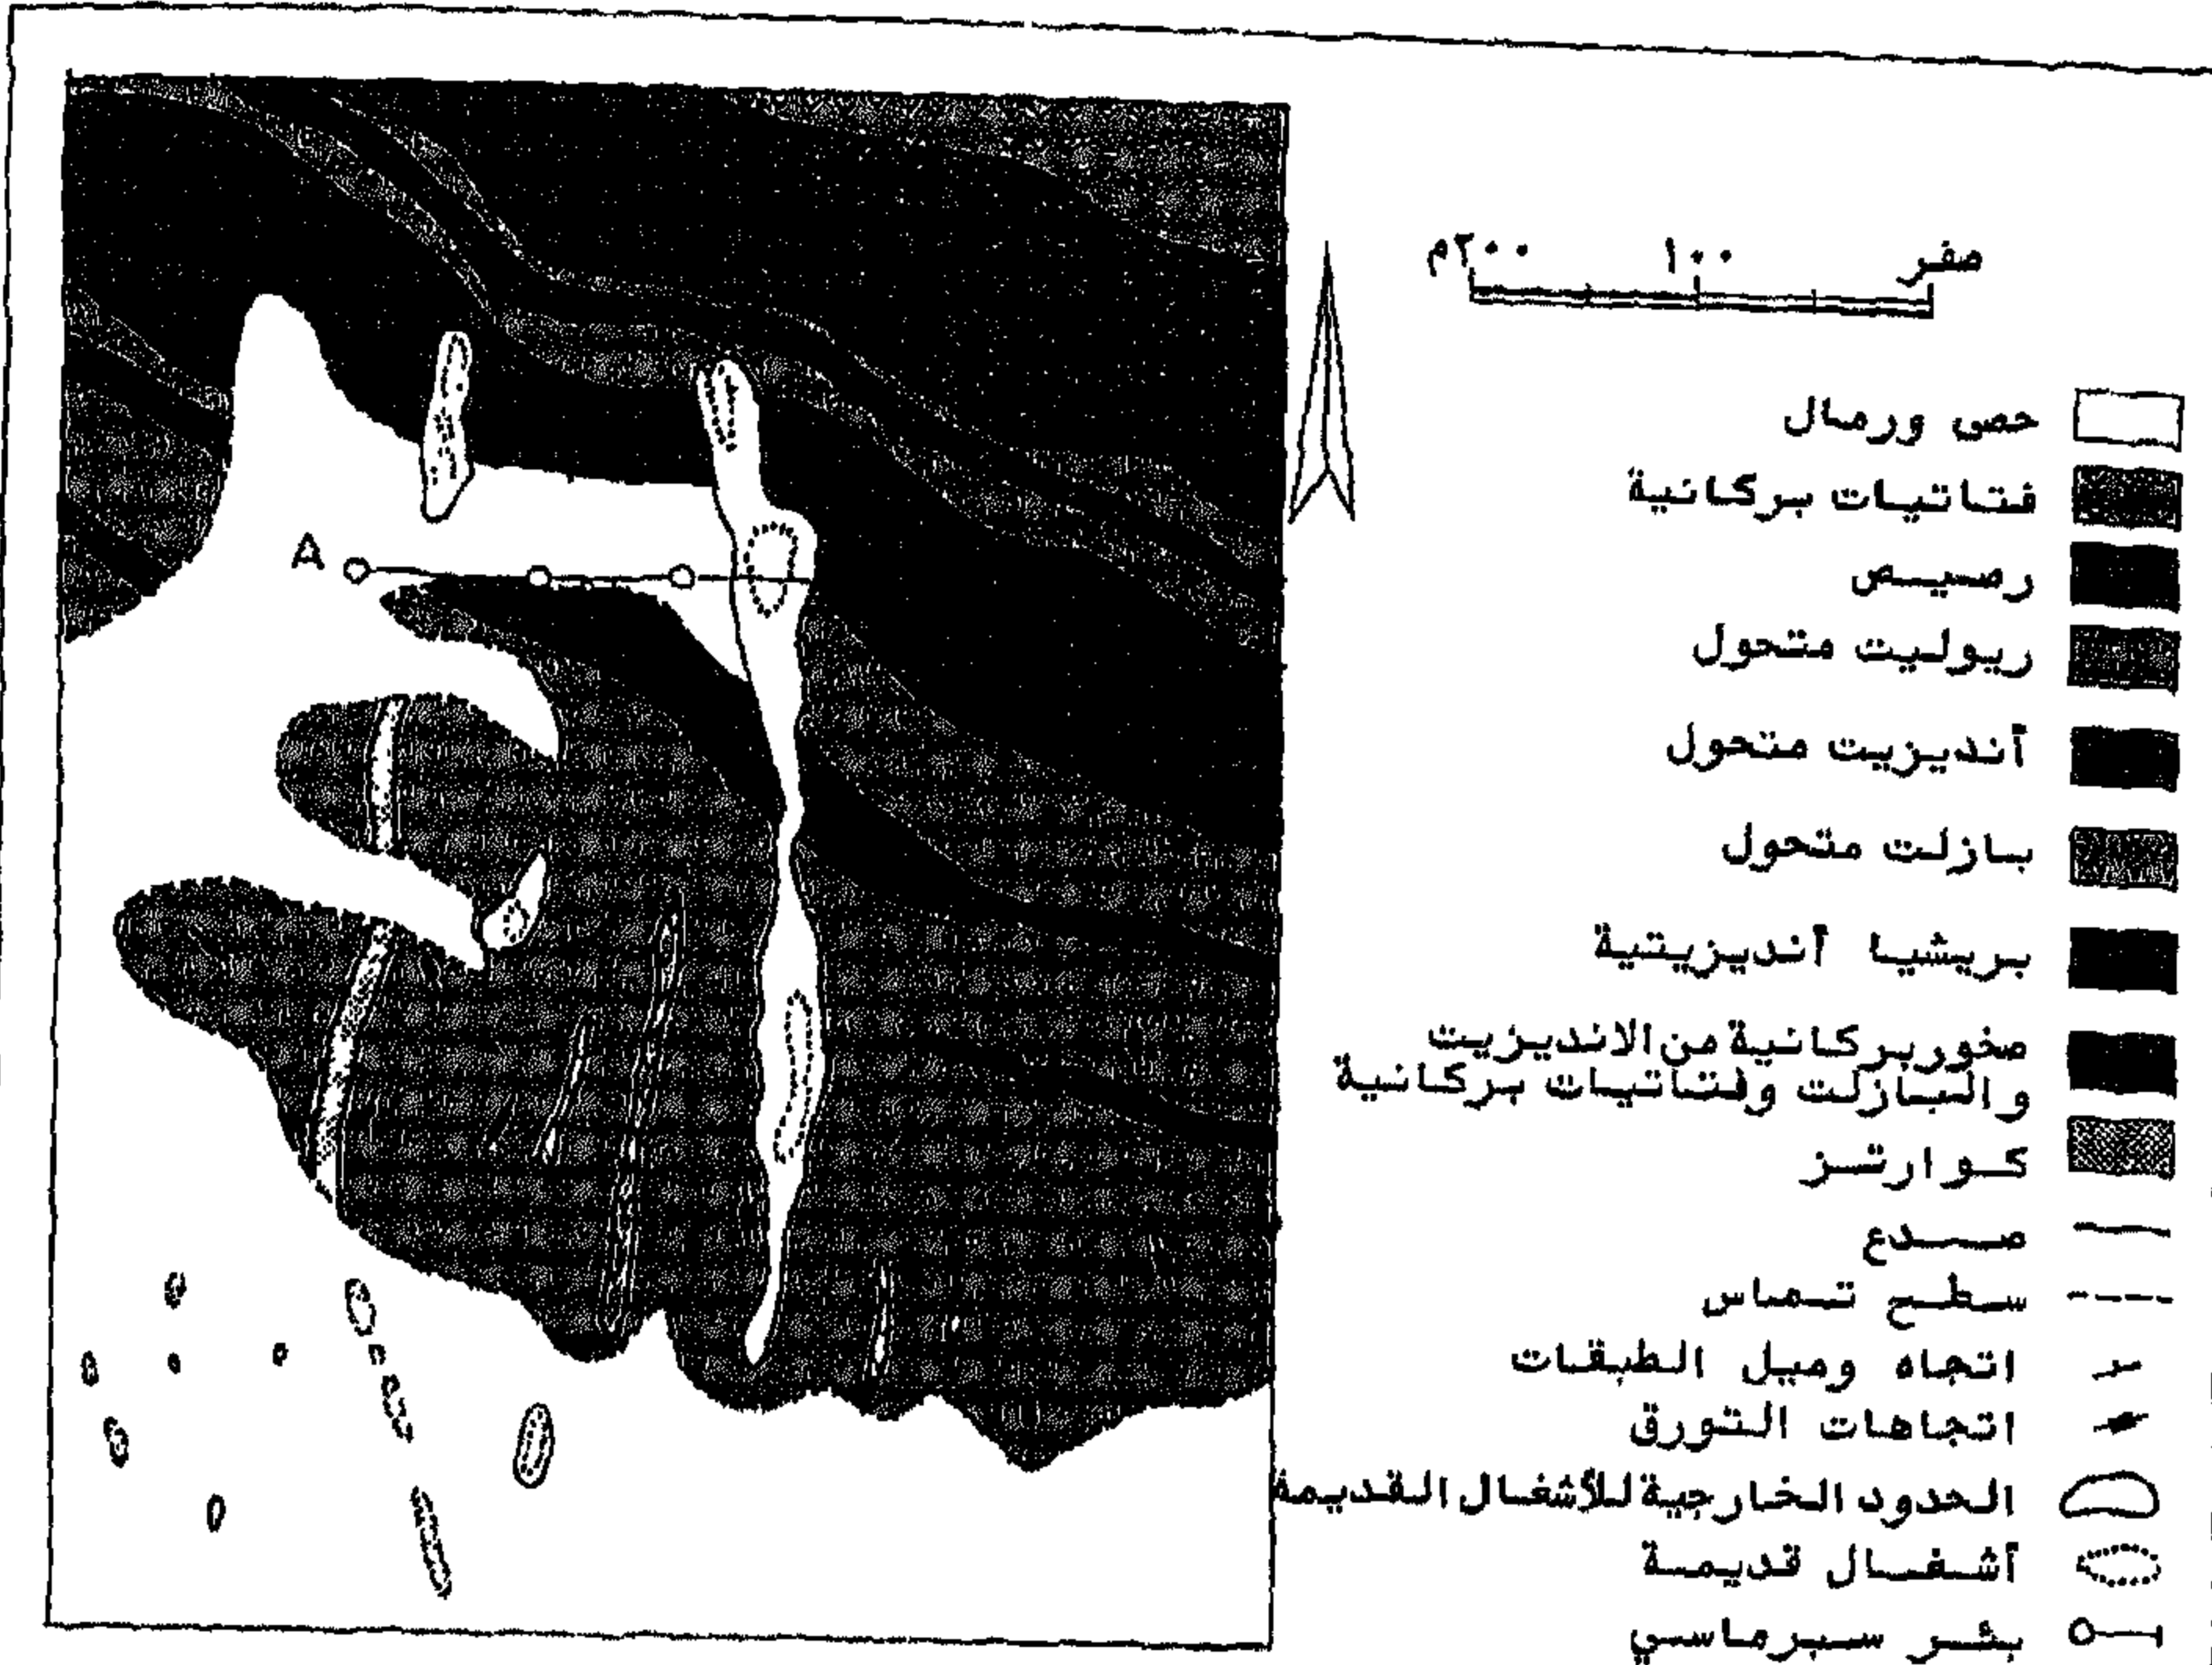 صفر ١٠٠ ٢٠٠م
حصى ورمال
فتاتيات بركانية
رصيص
ريوليت متحول
أنديزيت متحول
بازلت متحول
بريشيا أنديزيتية
صخور بركانية من الانديزيت
والبازلت وفتاتيات بركانية
كوارتز
صدع
سطح تماس
اتجاه وميل الطبقات
اتجاهات التورق
الحدود الخارجية للأشغال القديمة
أشغال قديمة
بئر سبر ماسي
A